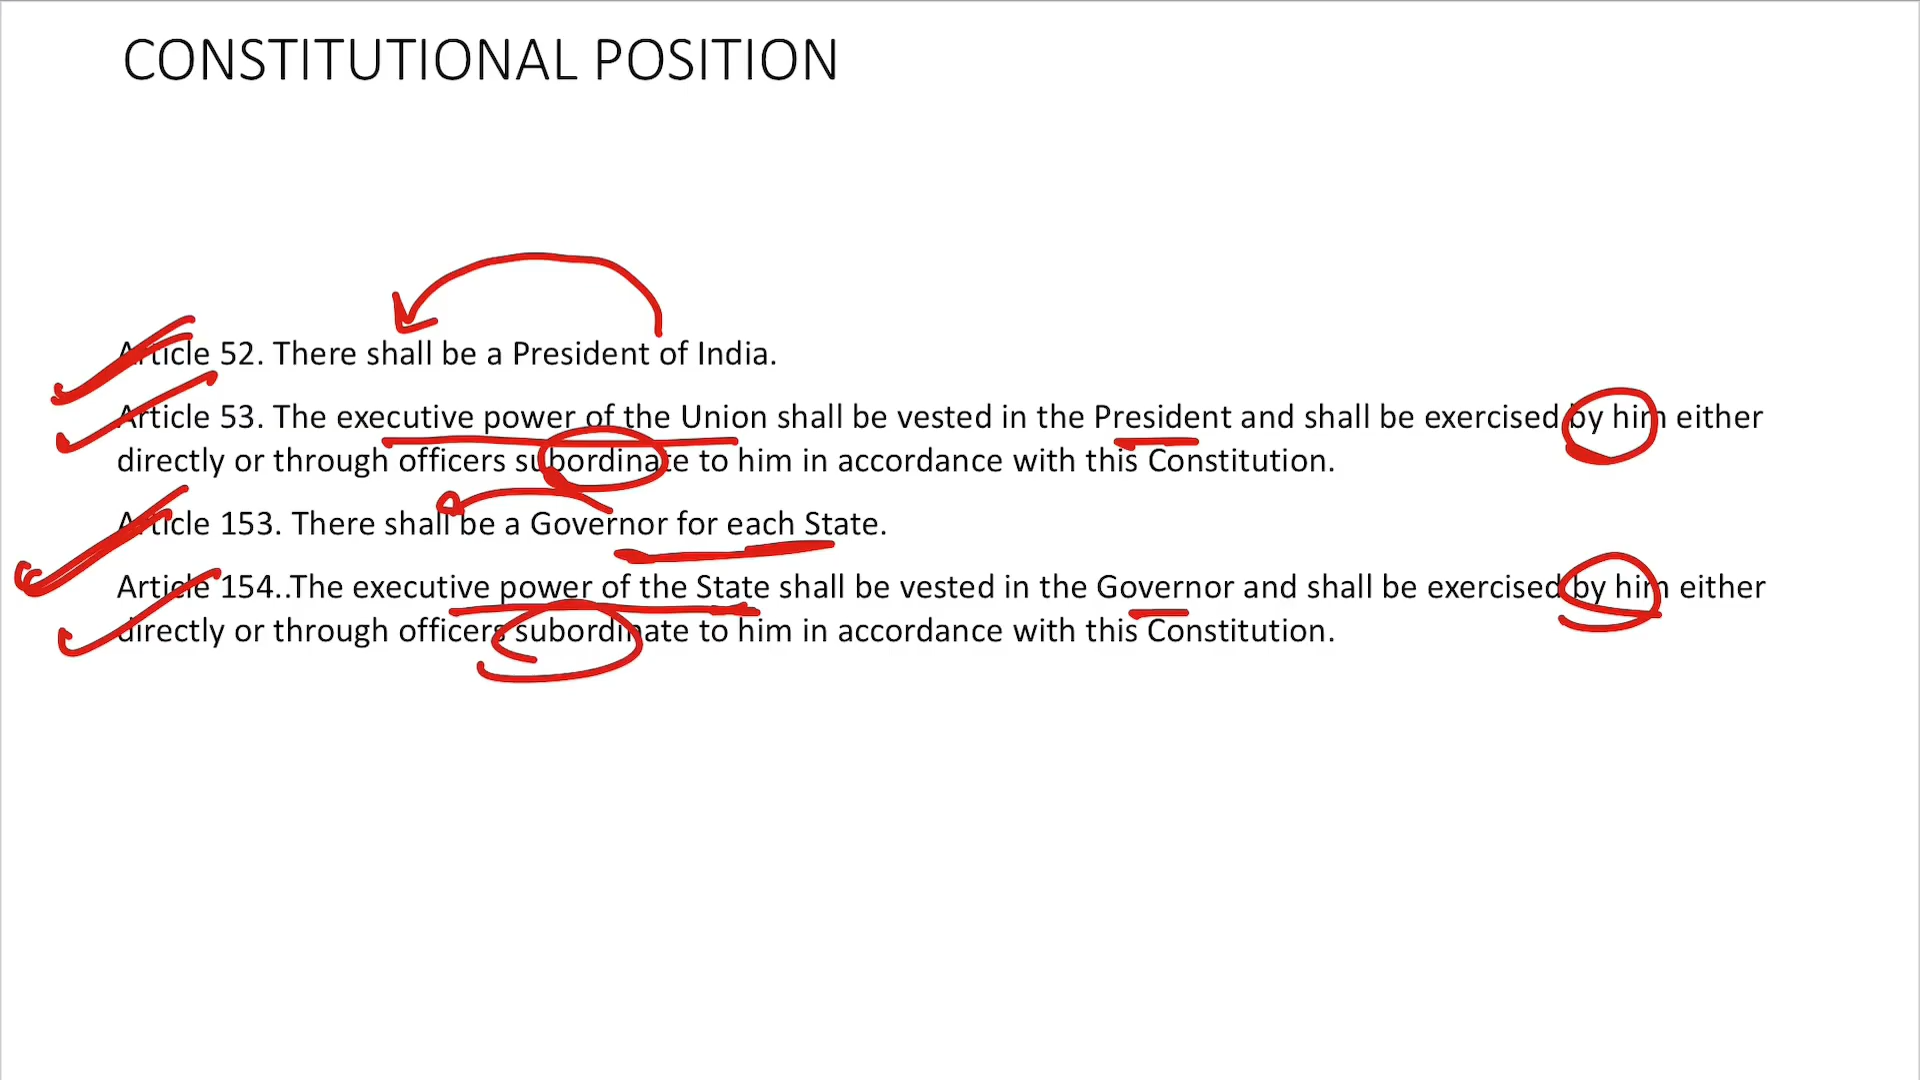 CONSTITUTIONAL POSITION
Article 52. There shall be a President of India.
Article 53. The executive power of the Union shall be vested in the President and shall be exercised by him either
directly or through officers subordinate to him in accordance with this Constitution.
Article 153. There shall be a Governor for each State.
Article 154..The executive power of the State shall be vested in the Governor and shall be exercised by him either
directly or through officers subordinate to him in accordance with this Constitution.